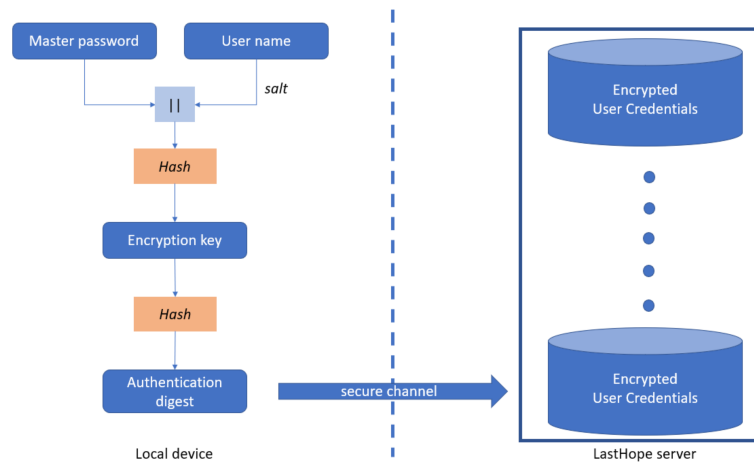 Master password
User name
salt
||
Hash
Encryption key
Hash
Authentication
digest
Local device
secure channel
Encrypted
User Credentials
Encrypted
User Credentials
LastHope server